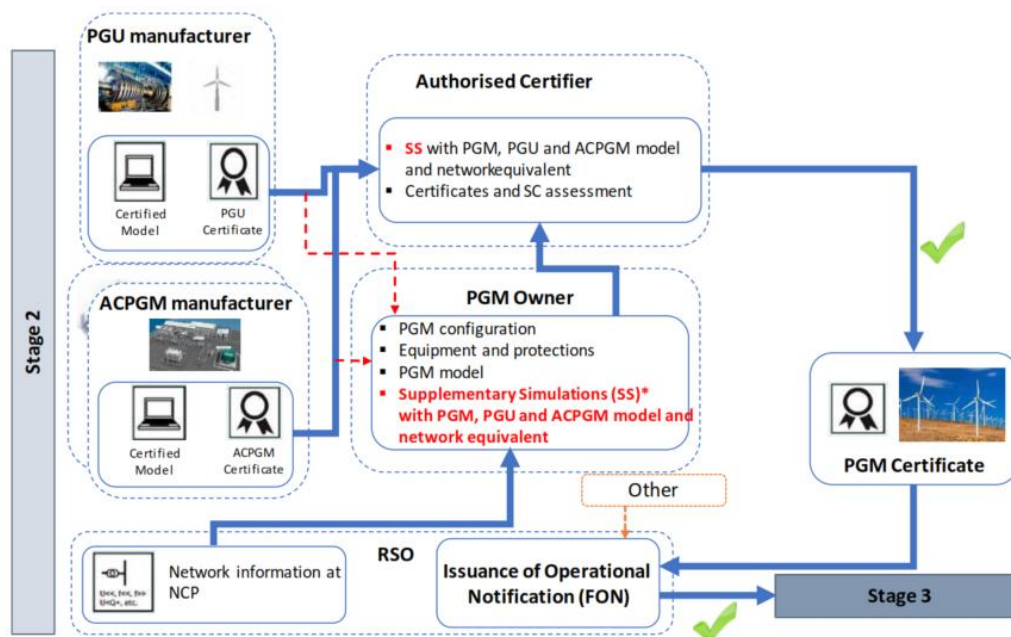 Stage 2
PGU manufacturer
Certified
Model
PGU
Certificate
ACPGM manufacturer
Certified
Model
ACPGM
Certificate
Authorised Certifier
SS with PGM, PGU and ACPGM model
and networkequivalent
Certificates and SC assessment
PGM Owner
PGM configuration
Equipment and protections
PGM model
Supplementary Simulations (SS)*
with PGM, PGU and ACPGM model and
network equivalent
PGM Certificate
Other
RSO
Network information at
NCP
etc.
Issuance of Operational
Notification (FON)
Stage 3